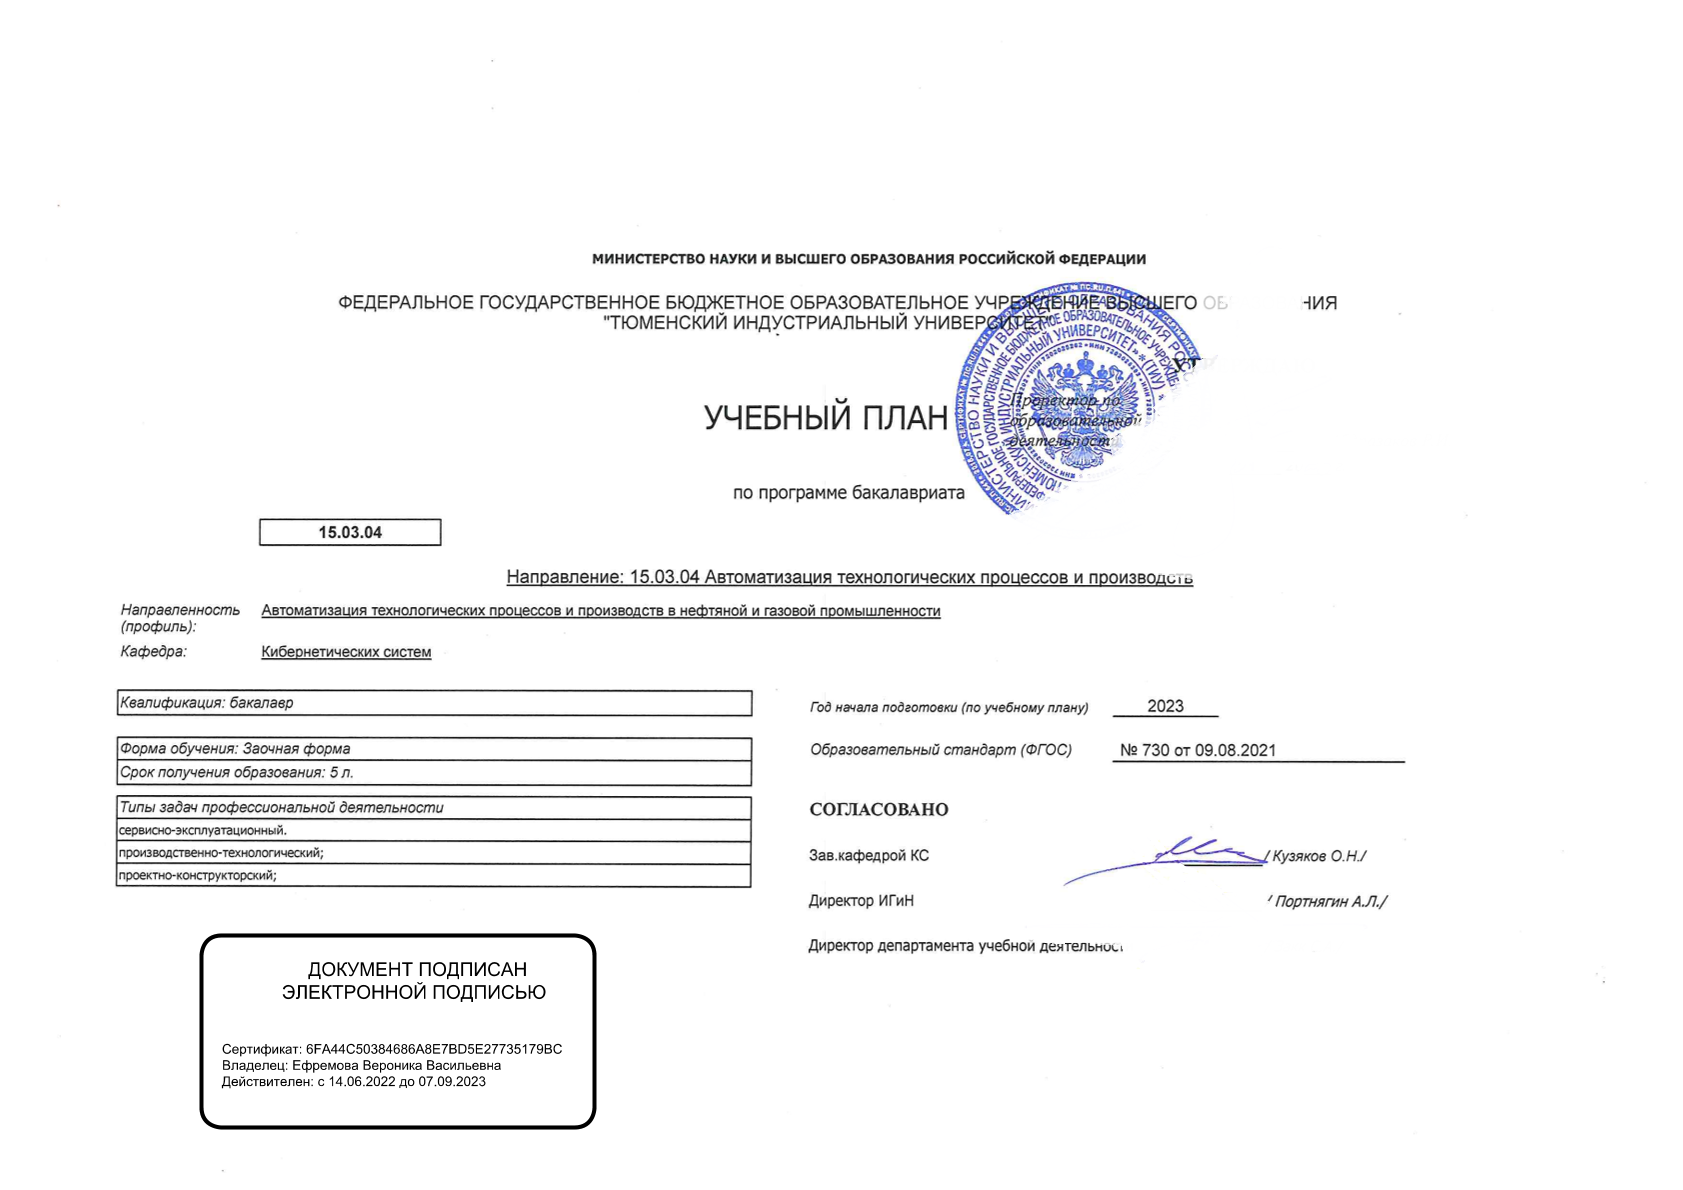 МИНИСТЕРСТВО НАУКИ И ВЫСШЕГО ОБРАЗОВАНИЯ РОССИЙСКОЙ ФЕДЕРАЦИИ
ФЕДЕРАЛЬНОЕ ГОСУДАРСТВЕННОЕ БЮДЖЕТНОЕ ОБРАЗОВАТЕЛЬНОЕ УЧРЕЖДЕНИЕ ВЫСШЕГО ОБ НИЯ
"ТЮМЕНСКИЙ ИНДУСТРИАЛЬНЫЙ УНИВЕРСИТЕТ"
УЧЕБНЫЙ ПЛАН
Проректор по
образовательной
деятельности
по программе бакалавриата
15.03.04
Направление: 15.03.04 Автоматизация технологических процессов и производств
Направленность (профиль): Автоматизация технологических процессов и производств в нефтяной и газовой промышленности
Кафедра: Кибернетических систем
Квалификация: бакалавр
Год начала подготовки (по учебному плану) 2023
Форма обучения: Заочная форма
Образовательный стандарт (ФГОС) № 730 от 09.08.2021
Срок получения образования: 5 л.
Типы задач профессиональной деятельности
сервисно-эксплуатационный.
производственно-технологический;
проектно-конструкторский;
СОГЛАСОВАНО
Зав.кафедрой КС / Кузяков О.Н./
Директор ИГиН / Портнягин А.Л./
Директор департамента учебной деятельнос
ДОКУМЕНТ ПОДПИСАН
ЭЛЕКТРОННОЙ ПОДПИСЬЮ
Сертификат: 6FA44C50384686A8E7BD5E27735179BC
Владелец: Ефремова Вероника Васильевна
Действителен: с 14.06.2022 до 07.09.2023